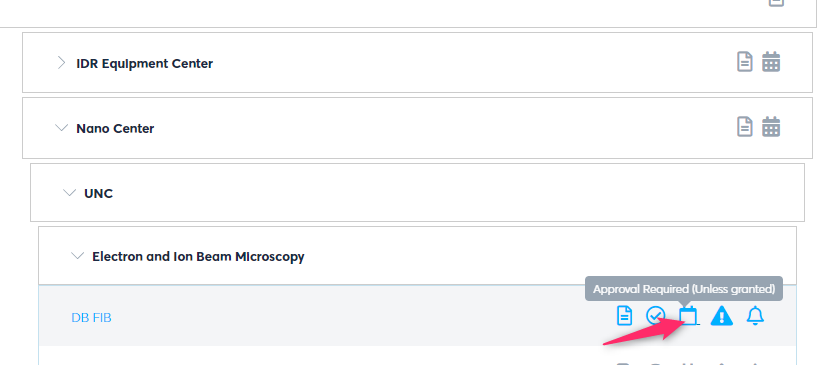 IDR Equipment Center
Nano Center
UNC
Electron and Ion Beam Microscopy
Approval Required (Unless granted)
DB FIB